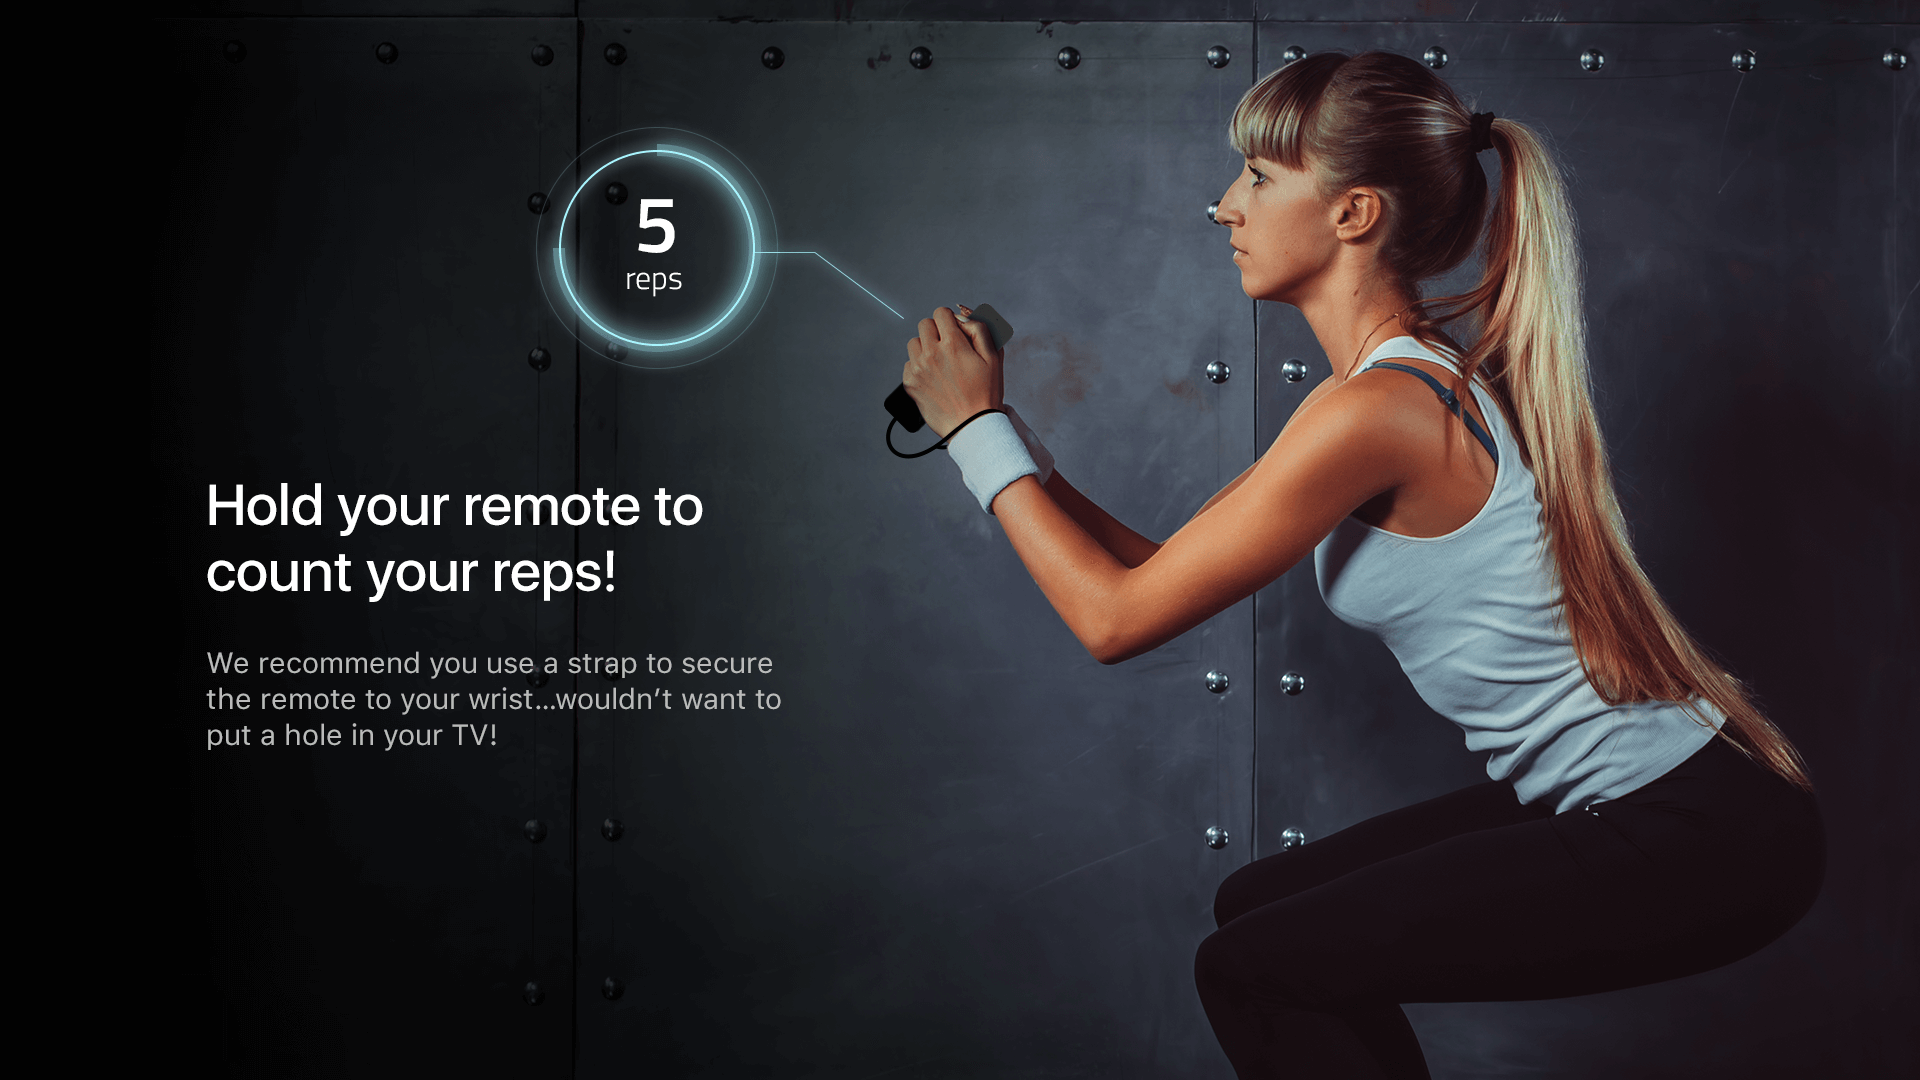 5
reps
Hold your remote to
count your reps!
We recommend you use a strap to secure
the remote to your wrist...wouldn’t want to
put a hole in your TV!